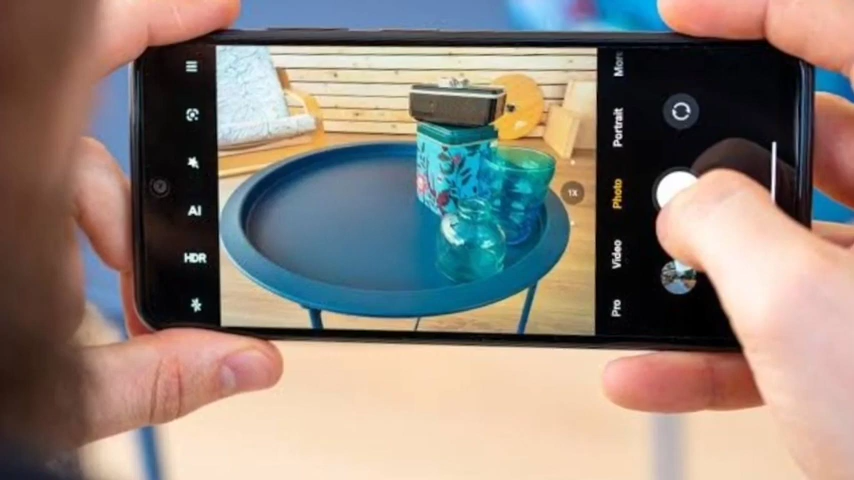 AI
HDR
1X
More
Portrait
Photo
Video
Pro